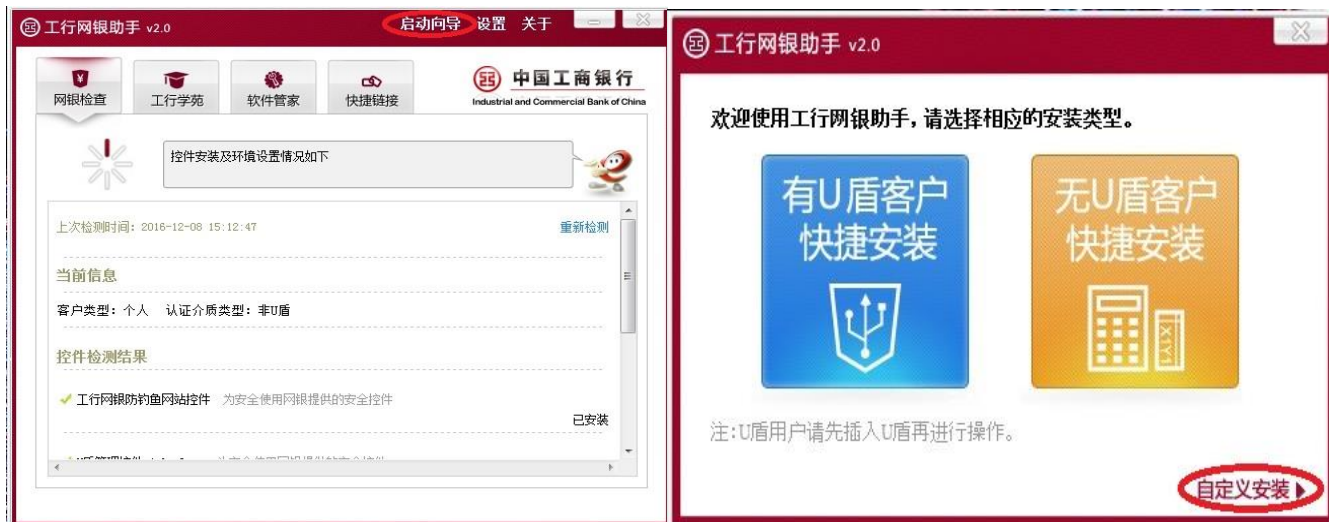 工行网银助手 v2.0
启动向导 设置 关于
网银检查 工行学苑 软件管家 快捷链接
中国工商银行
Industrial and Commercial Bank of China
控件安装及环境设置情况如下
上次检测时间：2016-12-08 15:12:47 重新检测
当前信息
客户类型：个人 认证介质类型：非U盾
控件检测结果
工行网银防钓鱼网站控件 为安全使用网银提供的安全控件
已安装
工行网银助手 v2.0
欢迎使用工行网银助手，请选择相应的安装类型。
有U盾客户
快捷安装
无U盾客户
快捷安装
X1Y1
注:U盾用户请先插入U盾再进行操作。
自定义安装